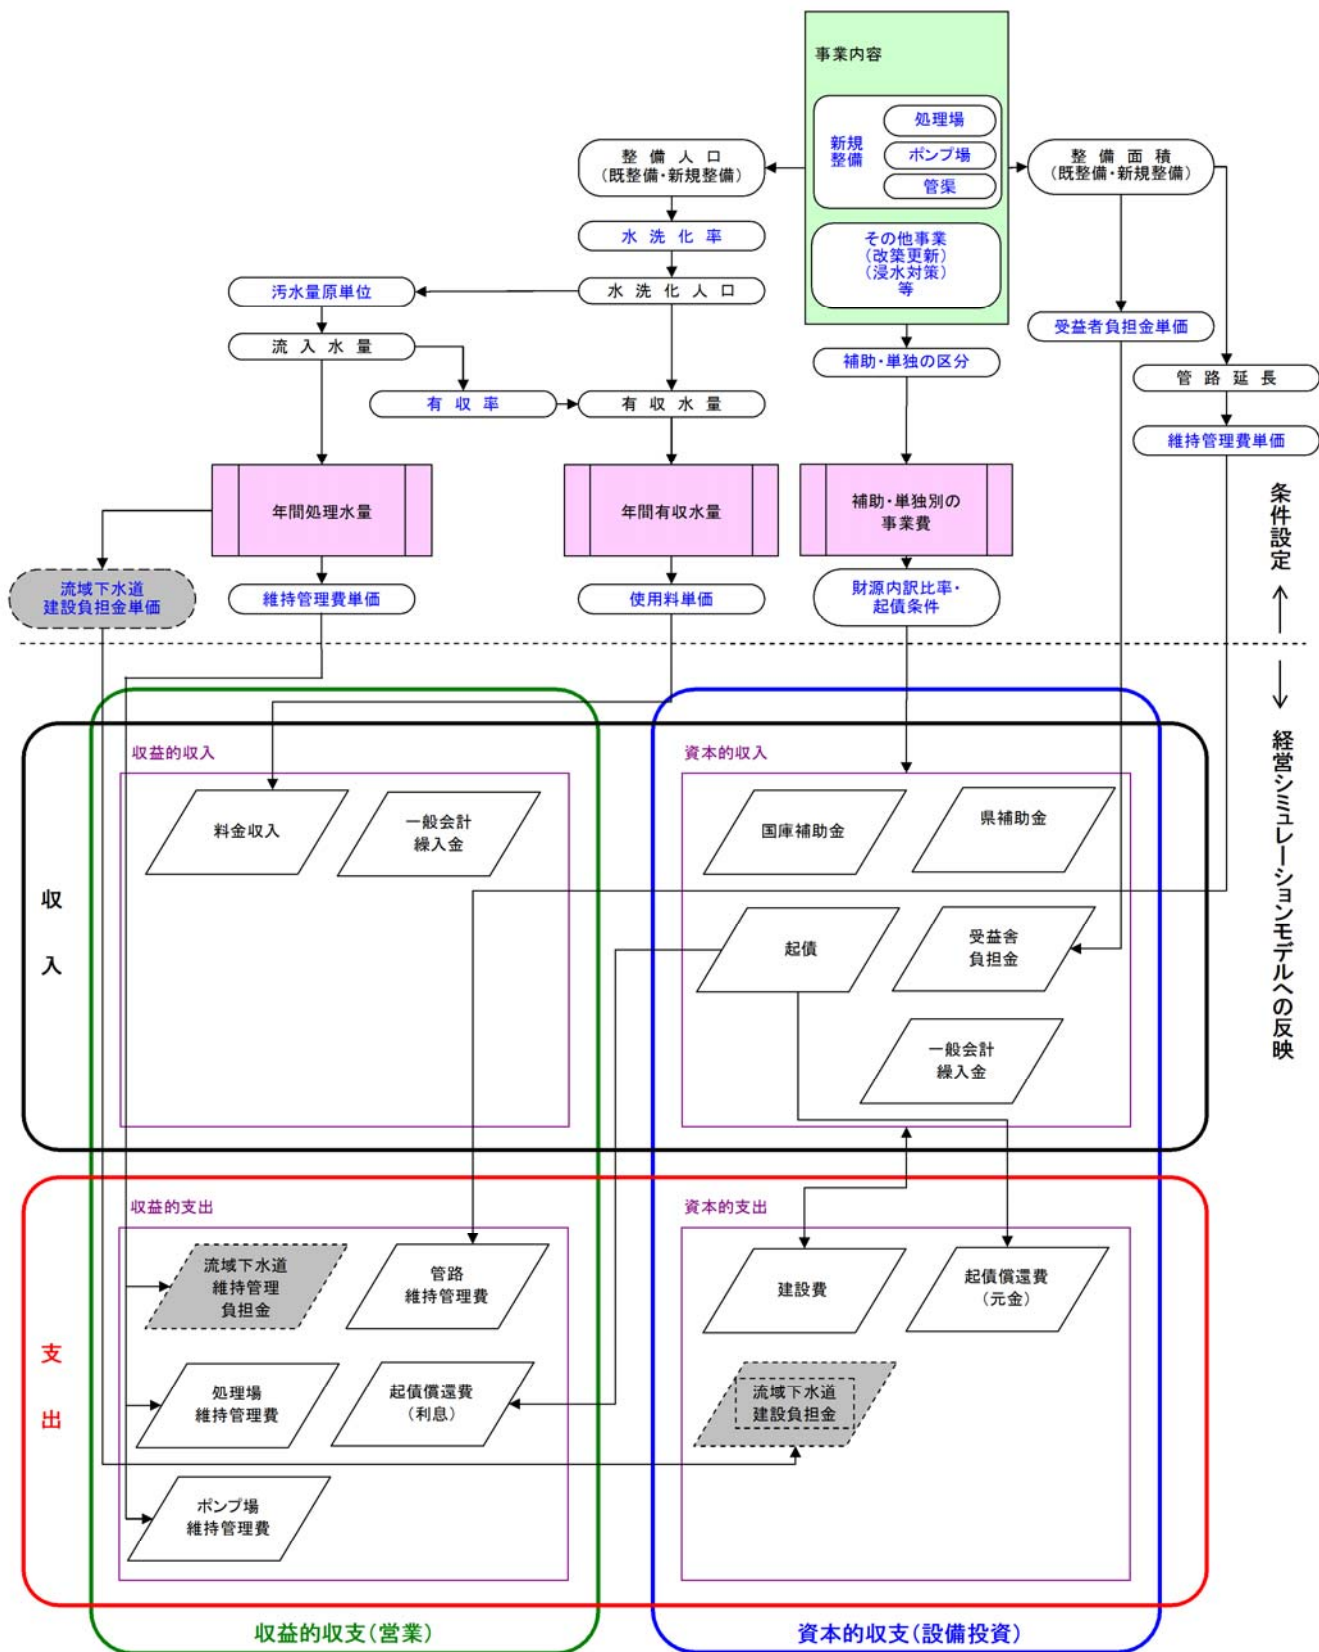 事業内容
新規
整備
処理場
ポンプ場
管渠
その他事業
(改築更新)
(浸水対策)
等
整備人口
(既整備・新規整備)
整備面積
(既整備・新規整備)
水洗化率
水洗化人口
汚水量原単位
流入水量
有収率
有収水量
補助・単独の区分
受益者負担金単価
管路延長
維持管理費単価
年間処理水量
年間有収水量
補助・単独別の
事業費
流域下水道
建設負担金単価
維持管理費単価
使用料単価
財源内訳比率・
起債条件
条件設定
経営シミュレーションモデルへの反映
収入
収益的収入
料金収入
一般会計
繰入金
資本的収入
国庫補助金
県補助金
起債
受益舎
負担金
一般会計
繰入金
支出
収益的支出
流域下水道
維持管理
負担金
管路
維持管理費
処理場
維持管理費
起債償還費
(利息)
ポンプ場
維持管理費
資本的支出
建設費
起債償還費
(元金)
流域下水道
建設負担金
収益的収支(営業)
資本的収支(設備投資)